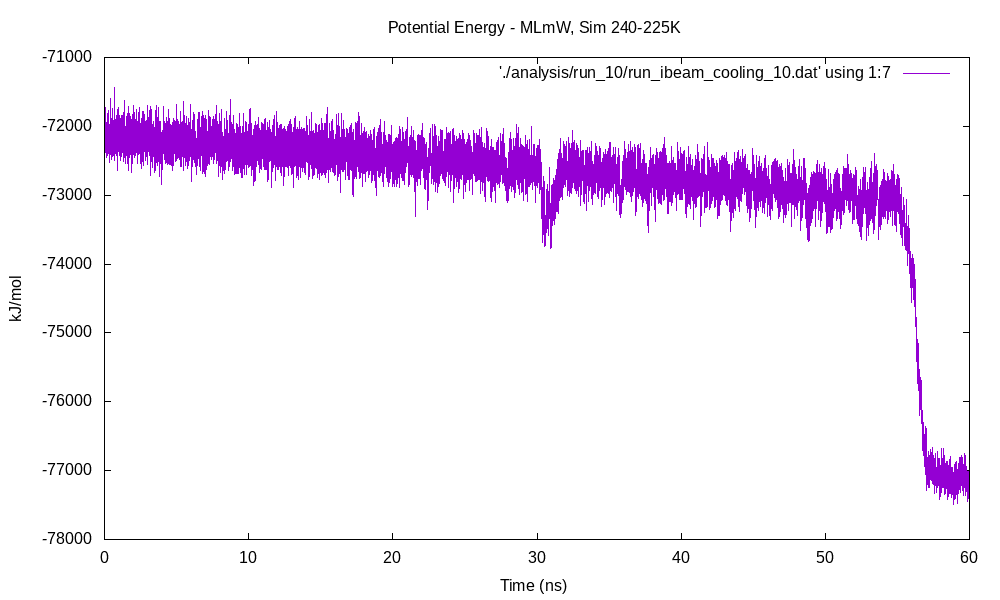 Potential Energy - MLmW, Sim 240-225K
'./analysis/run_10/run_ibeam_cooling_10.dat' using 1:7
-71000
-72000
-73000
-74000
-75000
-76000
-77000
-78000
kJ/mol
0 10 20 30 40 50 60
Time (ns)